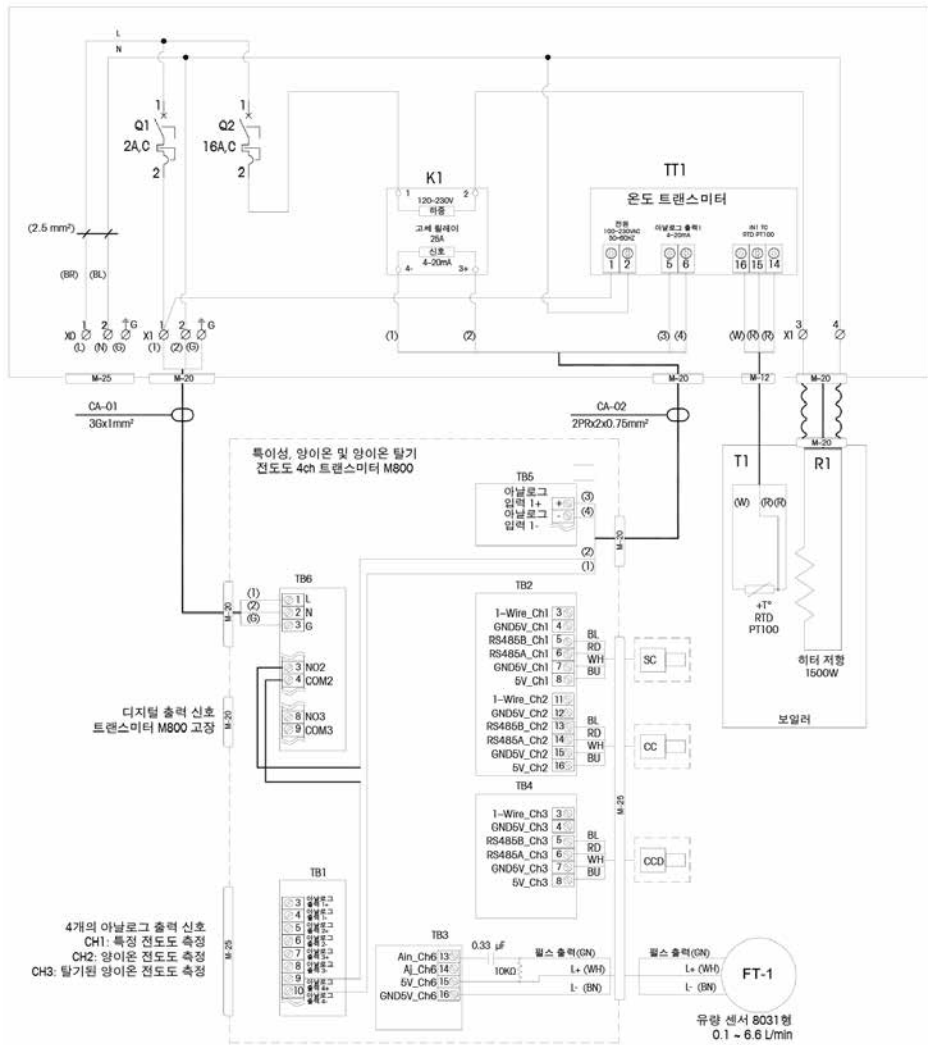 L
N
1
Q1
2A,C
2
1
Q2
16A,C
2
(2.5 mm²)
(BR)
(BL)
K1
1
2
120-230V
하중
고체 릴레이
25A
신호
4-20mA
4-
3+
TT1
온도 트랜스미터
전원
100-230VAC
50-60HZ
아날로그 출력1
4-20mA
IN1 TO
RTD PT100
1
2
5
6
16
15
14
X0
1
2
G
(L)
(N)
(G)
X1
1
2
G
(1)
(2)
(G)
(1)
(2)
(3)
(4)
(W)
(R)
(R)
X1
3
4
M-25
M-20
M-20
M-12
M-20
CA-01
3Gx1mm²
CA-02
2PRx2x0.75mm²
특이성, 양이온 및 양이온 탈기
전도도 4ch 트랜스미터 M800
TB5
아날로그
입력 1+
아날로그
입력 1-
+
-
(3)
(4)
(2)
(1)
M-20
M-20
T1
R1
(W)
(R)(R)
+T°
RTD
PT100
히터 저항
1500W
보일러
M-20
(1)
(2)
(G)
TB6
1 L
2 N
3 G
3 NO2
4 COM2
8 NO3
9 COM3
디지털 출력 신호
트랜스미터 M800 고장
M-20
TB2
1-Wire_Ch1 3
GND5V_Ch1 4
RS485B_Ch1 5 BL
RS485A_Ch1 6 RD
GND5V_Ch1 7 WH
5V_Ch1 8 BU
SC
1-Wire_Ch2 11
GND5V_Ch2 12
RS485B_Ch2 13 BL
RS485A_Ch2 14 RD
GND5V_Ch2 15 WH
5V_Ch2 16 BU
CC
TB4
1-Wire_Ch3 3
GND5V_Ch3 4
RS485B_Ch3 5 BL
RS485A_Ch3 6 RD
GND5V_Ch3 7 WH
5V_Ch3 8 BU
CCD
M-25
4개의 아날로그 출력 신호
CH1: 특정 전도도 측정
CH2: 양이온 전도도 측정
CH3: 탈기된 양이온 전도도 측정
M-25
TB1
3
4
5
6
7
8
9
10
TB3
Ain_Ch6 13
Aj_Ch6 14
5V_Ch6 15
GND5V_Ch6 16
0.33 µF
10KΩ
펄스 출력(GN)
L+ (WH)
L- (BN)
펄스 출력(GN)
L+ (WH)
L- (BN)
FT-1
유량 센서 8031형
0.1 ~ 6.6 L/min